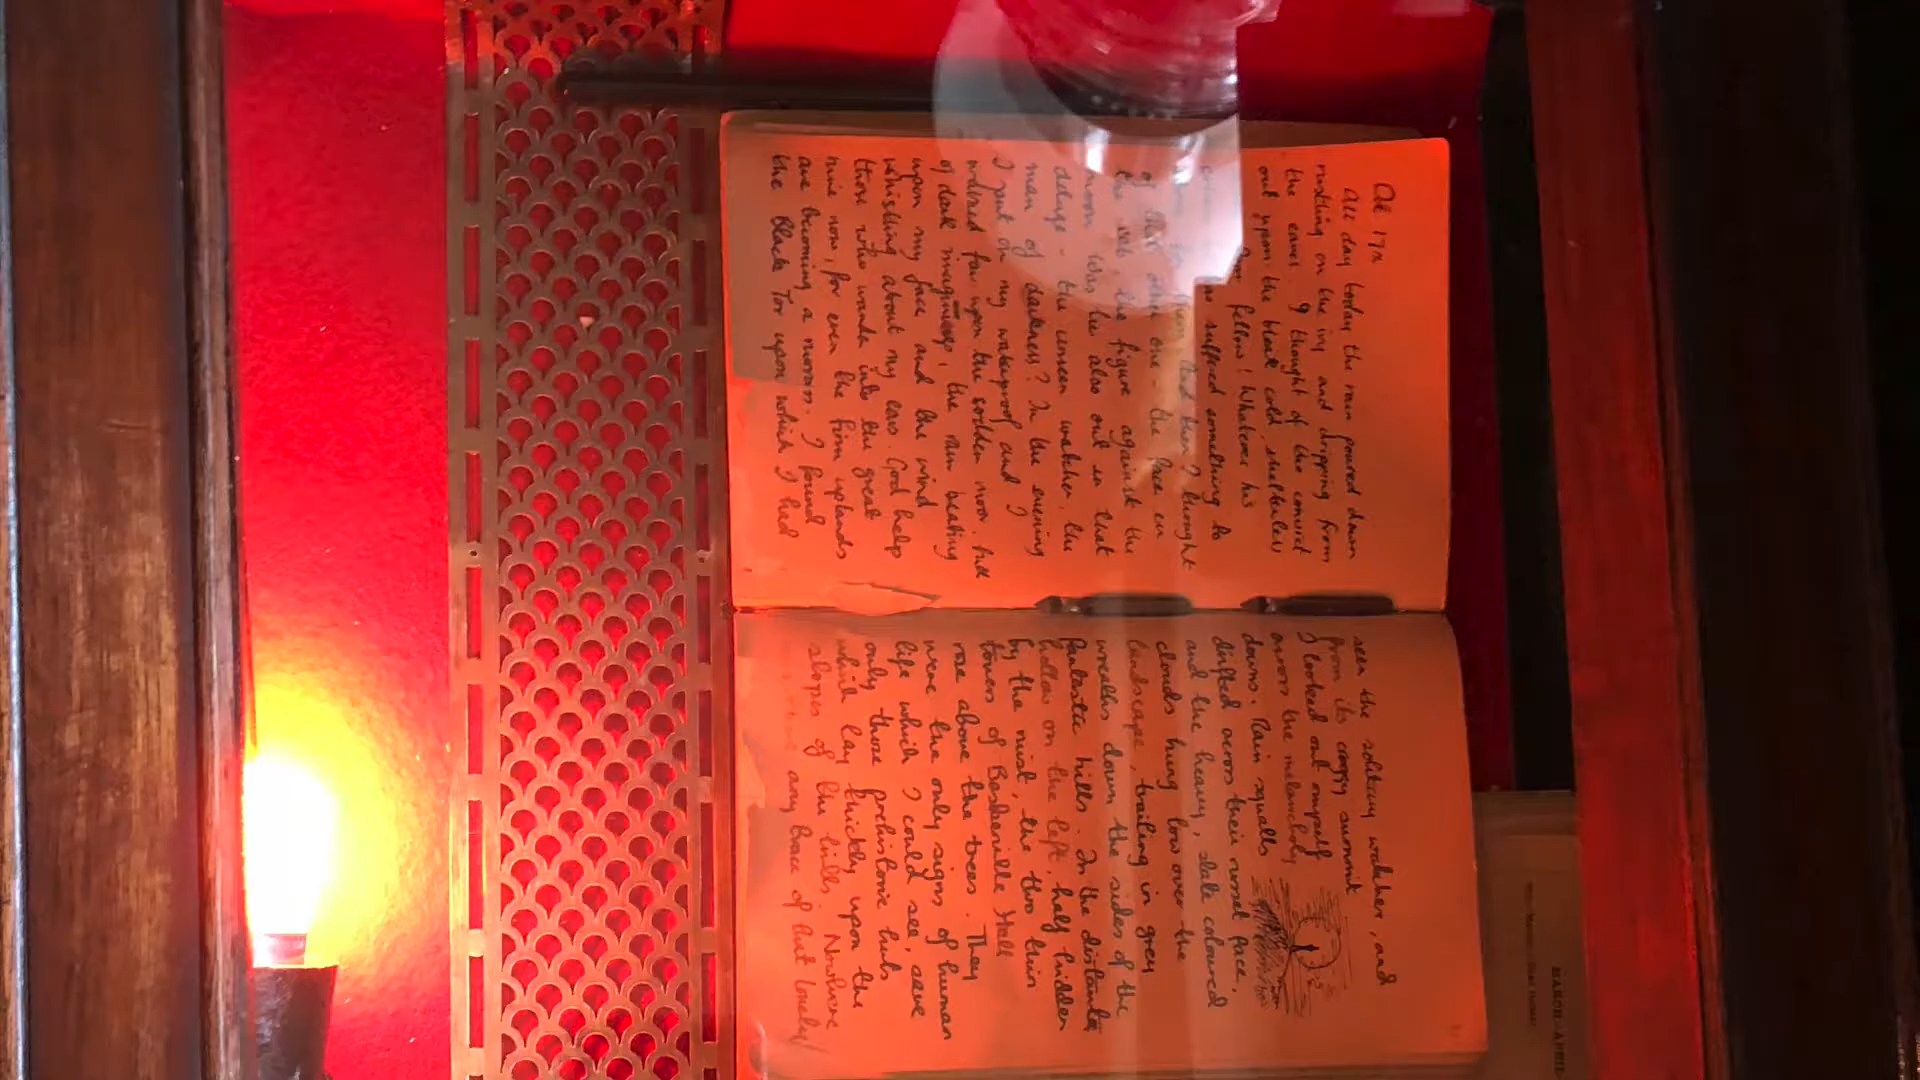 Oct 17th
All day today the rain poured down
rustling on the ivy and dripping from
the eaves. I thought of the convict
out upon the bleak cold shelterless
fellow! Whatever his
has suffered something to
And then I thought
of that other one - the face in
the cab, the figure against the
moon. Was he also out in that
deluge - the unseen watcher, the
man of darkness? In the evening
I put on my waterproof and I
walked far upon the sodden moor, full
of dark imaginings, the rain beating
upon my face and the wind
whistling about my ears. God help
those who wander into the great
mire now, for even the firm uplands
are becoming a morass. I found
the Black Tor upon which I had
seen the solitary watcher, and
from its craggy summit
I looked out myself
across the melancholy
downs. Rain squalls
drifted across their russet face,
and the heavy, slate coloured
clouds hung low over the
landscape, trailing in grey
wreaths down the sides of the
fantastic hills. In the distant
hollow on the left, half hidden
by the mist, the two thin
towers of Baskerville Hall
rose above the trees. They
were the only signs of human
life which I could see, save
only those prehistoric huts
which lay thickly upon the
slopes of the hills. Nowhere
any trace of that lonely
MARCH - APRIL